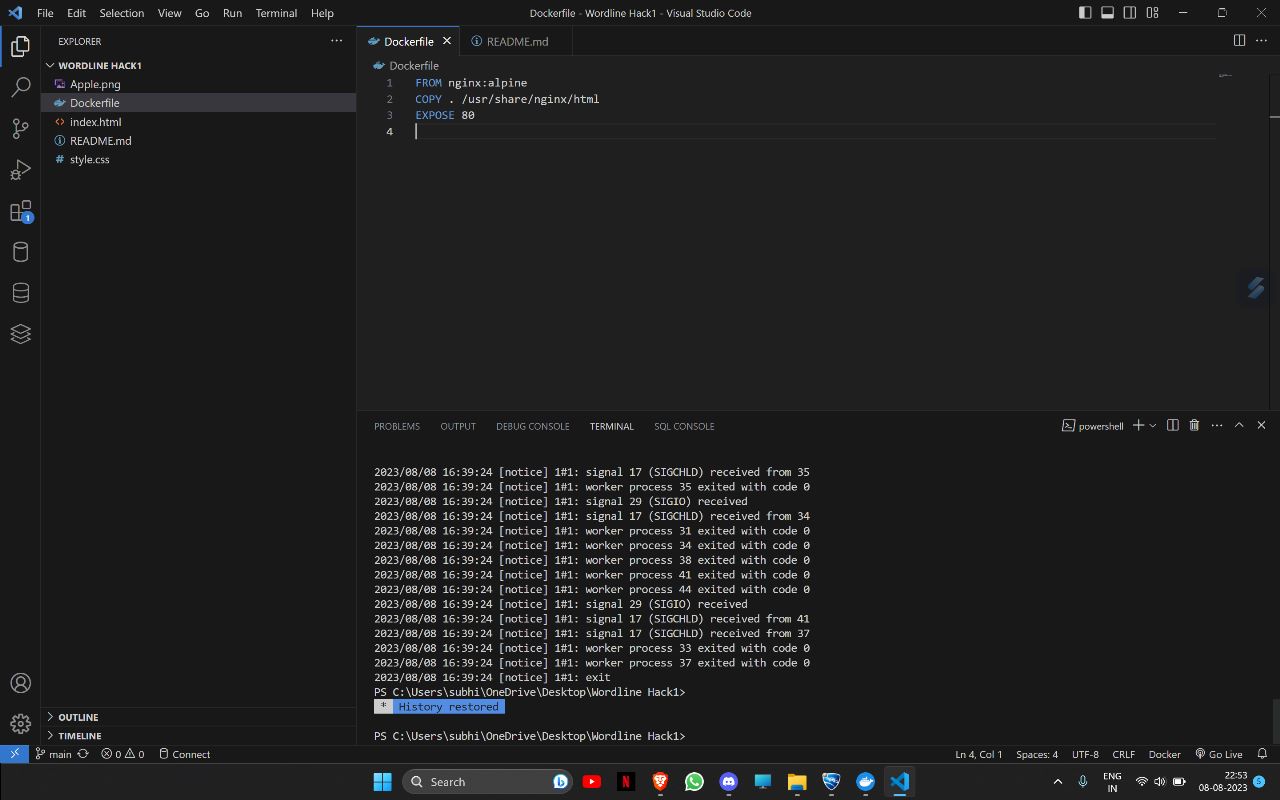 File Edit Selection View Go Run Terminal Help
Dockerfile - Wordline Hack1 - Visual Studio Code
EXPLORER
WORDLINE HACK1
Apple.png
Dockerfile
index.html
README.md
style.css
OUTLINE
TIMELINE
1
Dockerfile
README.md
Dockerfile
1 FROM nginx:alpine
2 COPY . /usr/share/nginx/html
3 EXPOSE 80
4
PROBLEMS OUTPUT DEBUG CONSOLE TERMINAL SQL CONSOLE
powershell
2023/08/08 16:39:24 [notice] 1#1: signal 17 (SIGCHLD) received from 35
2023/08/08 16:39:24 [notice] 1#1: worker process 35 exited with code 0
2023/08/08 16:39:24 [notice] 1#1: signal 29 (SIGIO) received
2023/08/08 16:39:24 [notice] 1#1: signal 17 (SIGCHLD) received from 34
2023/08/08 16:39:24 [notice] 1#1: worker process 31 exited with code 0
2023/08/08 16:39:24 [notice] 1#1: worker process 34 exited with code 0
2023/08/08 16:39:24 [notice] 1#1: worker process 38 exited with code 0
2023/08/08 16:39:24 [notice] 1#1: worker process 41 exited with code 0
2023/08/08 16:39:24 [notice] 1#1: worker process 44 exited with code 0
2023/08/08 16:39:24 [notice] 1#1: signal 29 (SIGIO) received
2023/08/08 16:39:24 [notice] 1#1: signal 17 (SIGCHLD) received from 41
2023/08/08 16:39:24 [notice] 1#1: signal 17 (SIGCHLD) received from 37
2023/08/08 16:39:24 [notice] 1#1: worker process 33 exited with code 0
2023/08/08 16:39:24 [notice] 1#1: worker process 37 exited with code 0
2023/08/08 16:39:24 [notice] 1#1: exit
PS C:\Users\subhi\OneDrive\Desktop\Wordline Hack1>
* History restored
PS C:\Users\subhi\OneDrive\Desktop\Wordline Hack1>
main 0 0 Connect
Ln 4, Col 1 Spaces: 4 UTF-8 CRLF Docker Go Live
Search
ENG
IN
22:53
08-08-2023
5